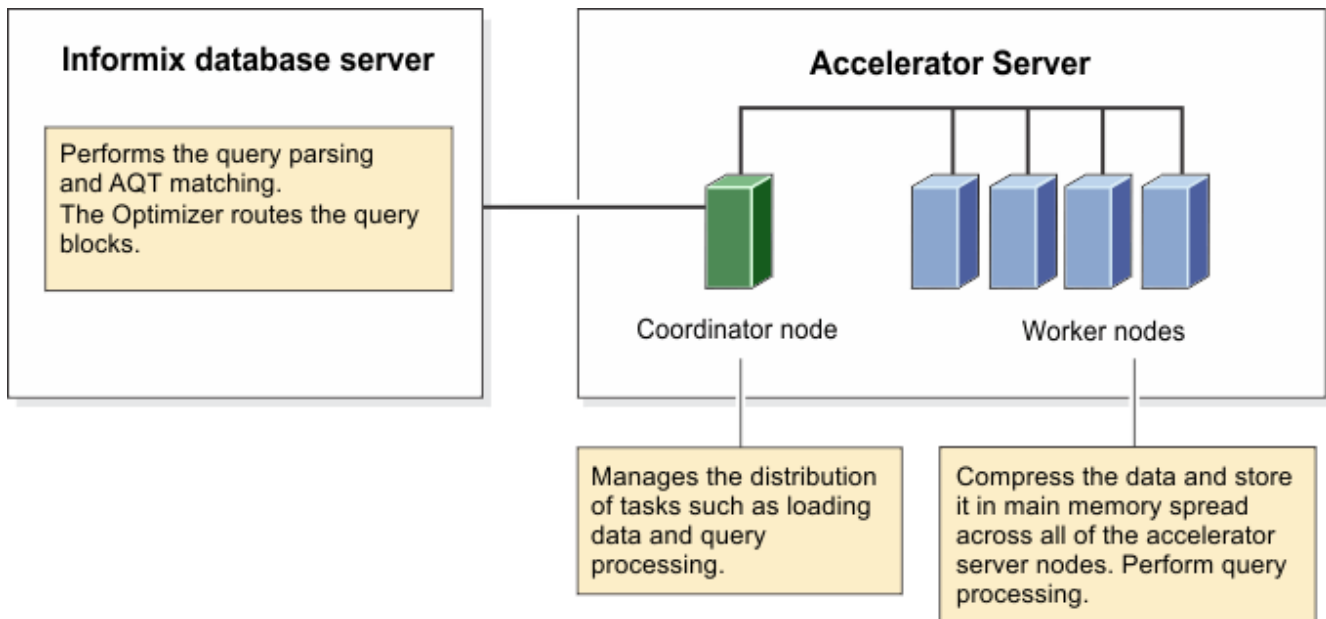 Informix database server
Performs the query parsing
and AQT matching.
The Optimizer routes the query
blocks.
Accelerator Server
Coordinator node
Worker nodes
Manages the distribution
of tasks such as loading
data and query
processing.
Compress the data and store
it in main memory spread
across all of the accelerator
server nodes. Perform query
processing.